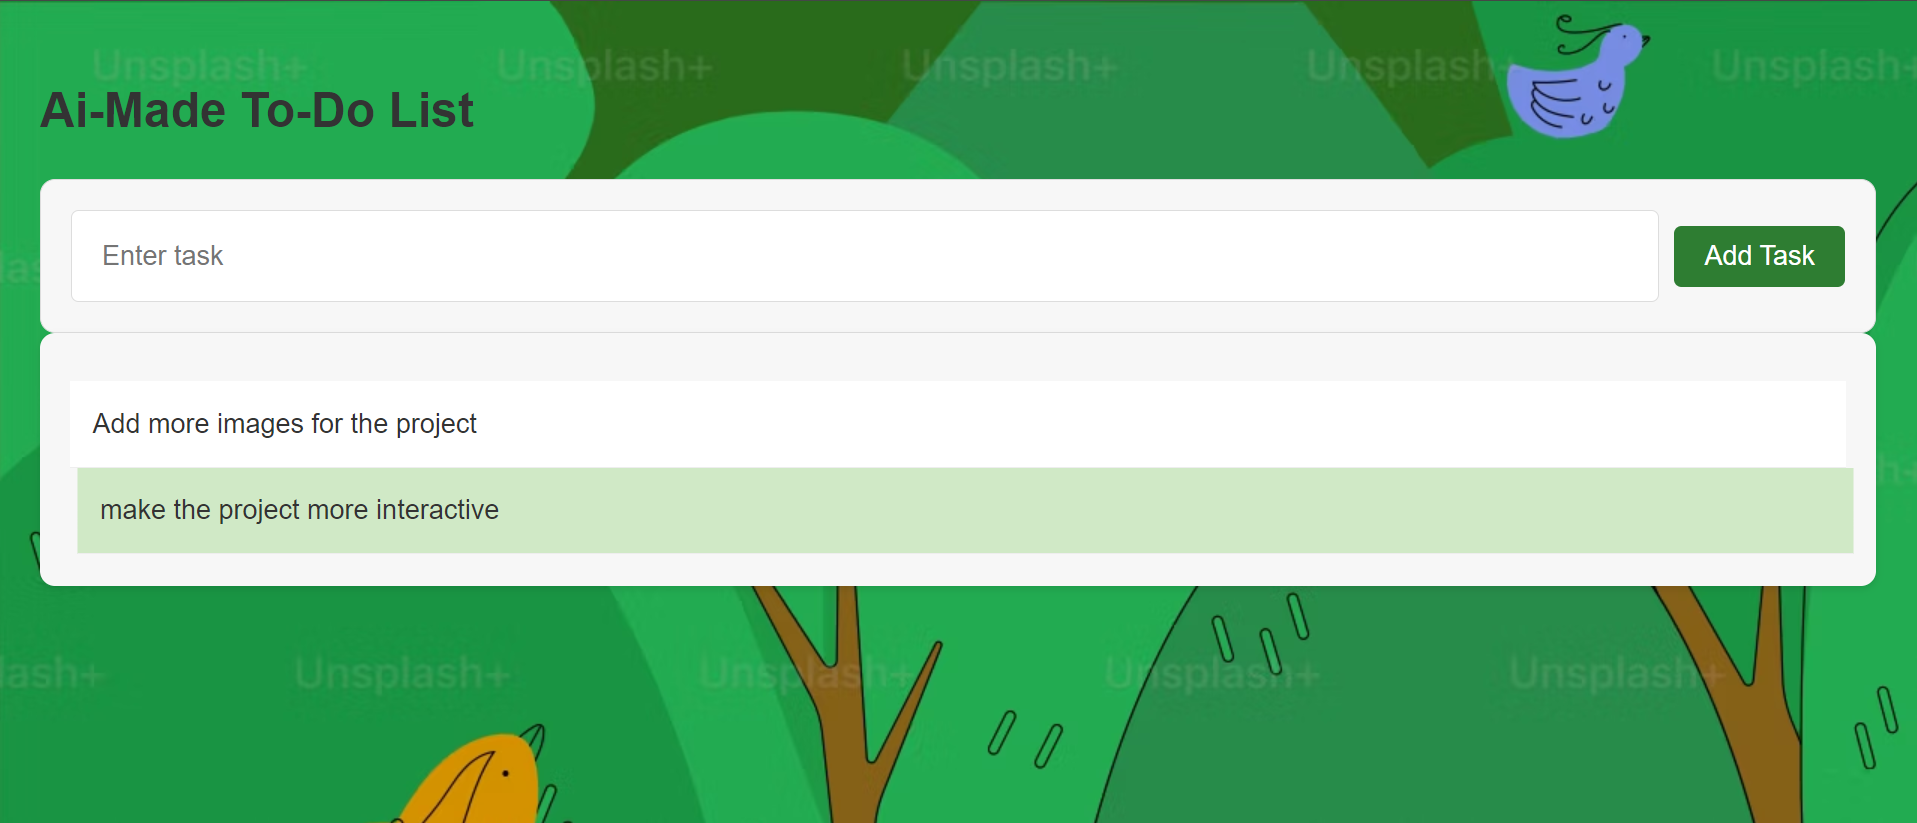 Unsplash+ Unsplash+ Unsplash+ Unsplash+ Unsplash+
Ai-Made To-Do List
Enter task
Add Task
Add more images for the project
make the project more interactive
lash+ Unsplash+ Unsplash+ Unsplash+ Unsplash+